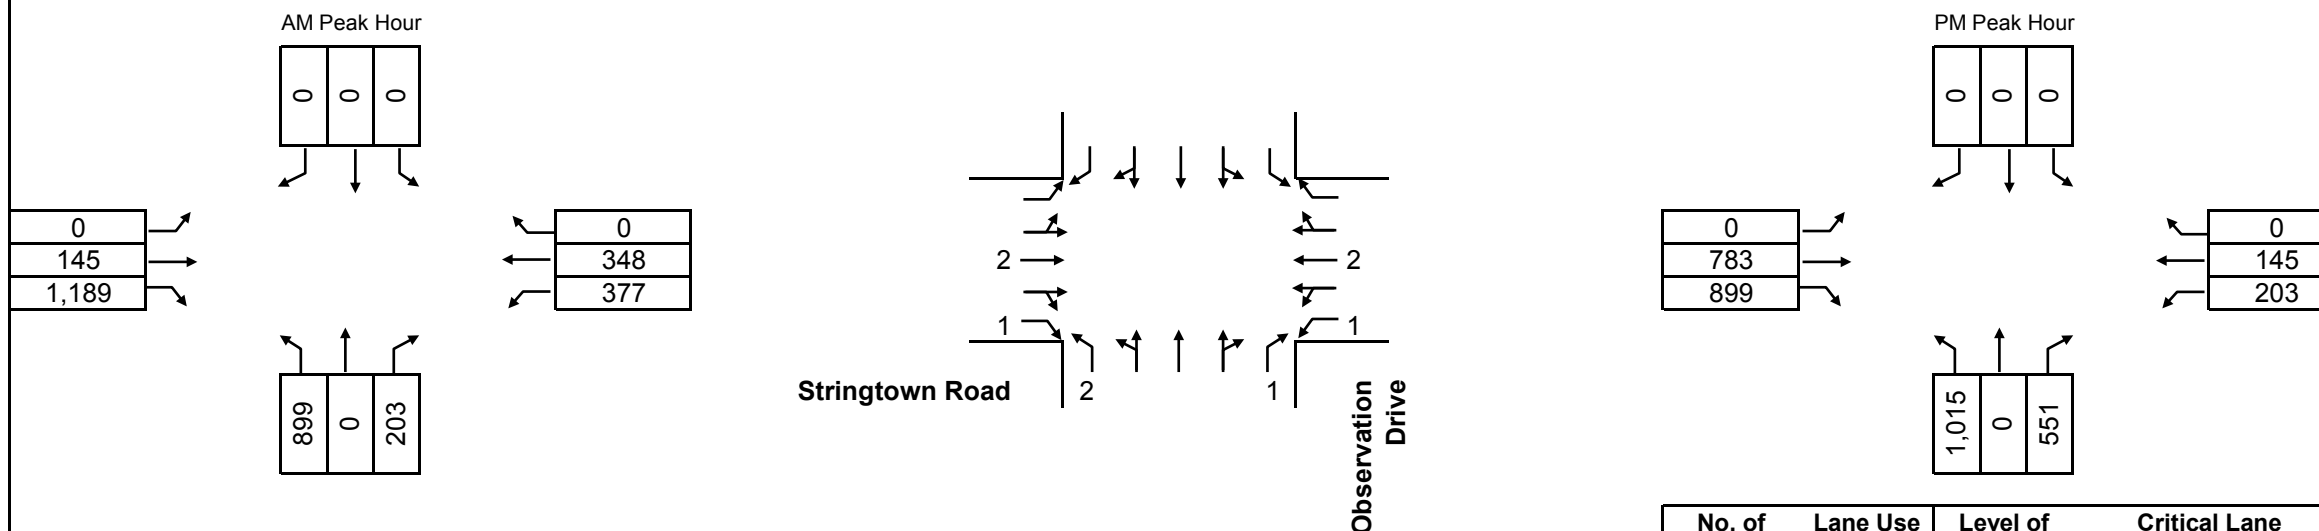 AM Peak Hour
PM Peak Hour
0 0 0
0 0 0
0
145
1,189
0
348
377
2
1
2
1
0
783
899
0
145
203
899 0 203
Stringtown Road
2
1
Observation
Drive
1,015 0 551
No. of Lane Use Level of Critical Lane